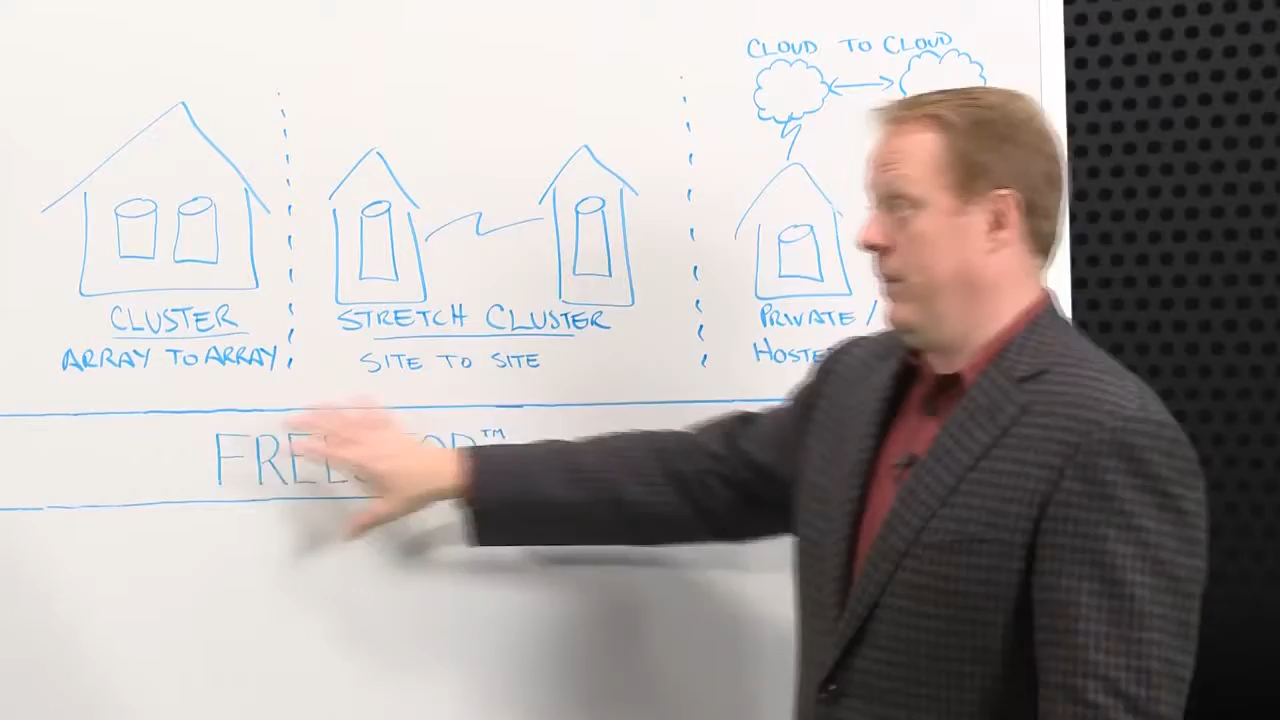 CLOUD TO CLOUD
CLUSTER
ARRAY TO ARRAY
STRETCH CLUSTER
SITE TO SITE
PRIVATE /